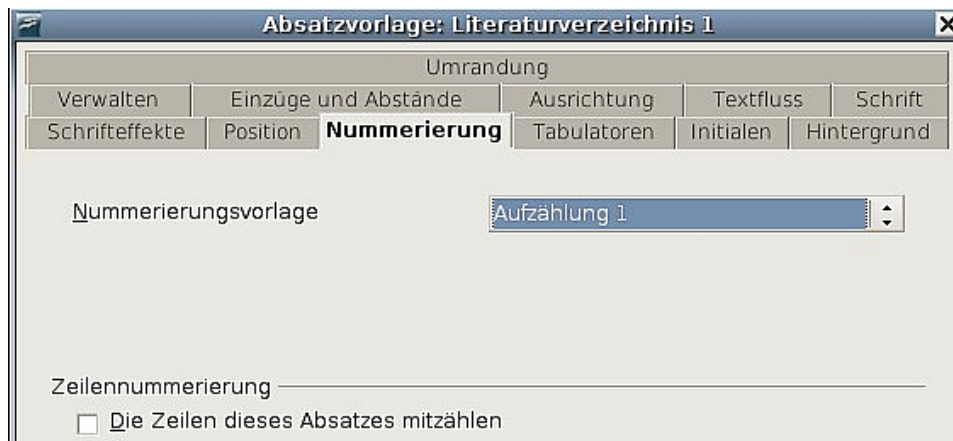 Absatzvorlage: Literaturverzeichnis 1
Umrandung
Verwalten Einzüge und Abstände Ausrichtung Textfluss Schrift
Schrifteffekte Position Nummerierung Tabulatoren Initialen Hintergrund
Nummerierungsvorlage Aufzählung 1
Zeilennummerierung
Die Zeilen dieses Absatzes mitzählen